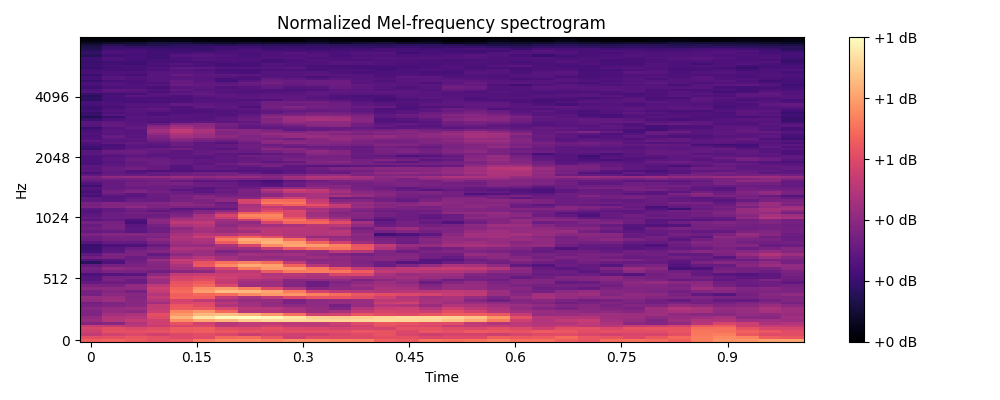 Normalized Mel-frequency spectrogram
Hz
4096
2048
1024
512
0
0 0.15 0.3 0.45 0.6 0.75 0.9
Time
+1 dB
+1 dB
+1 dB
+0 dB
+0 dB
+0 dB